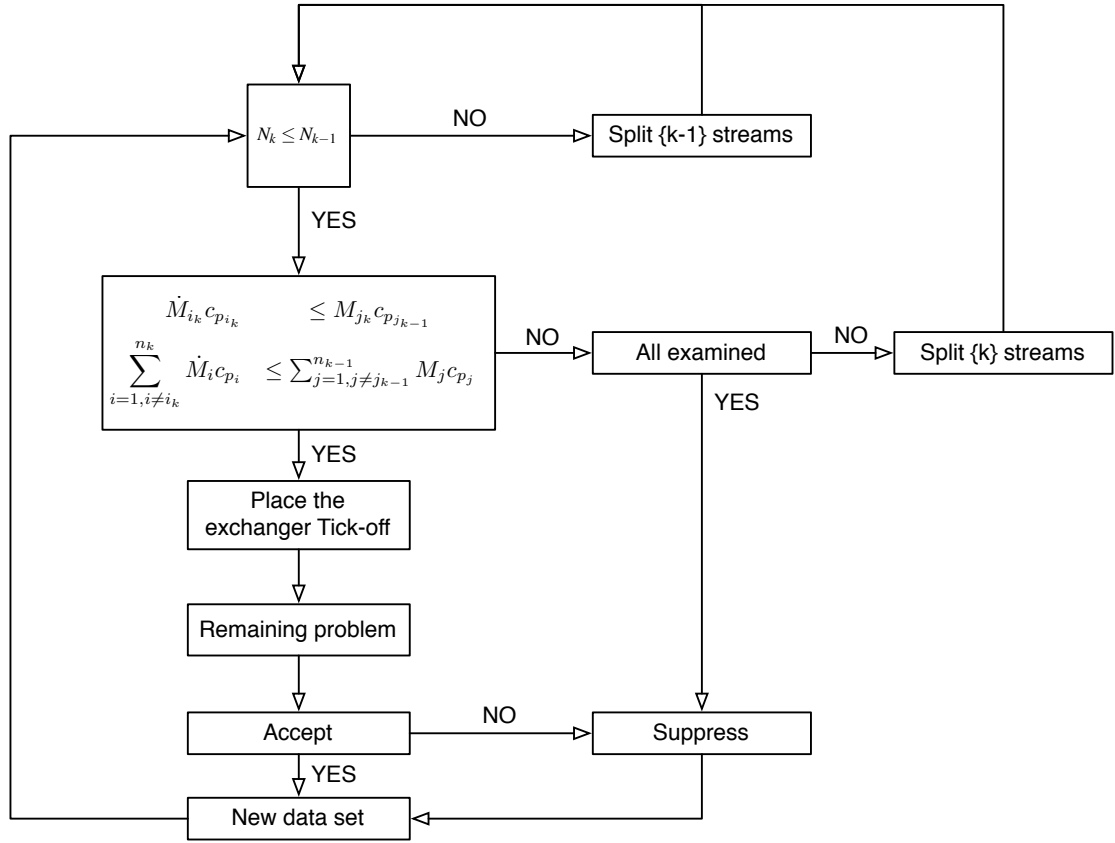 N_k ≤ N_{k−1}
NO
Split {k-1} streams
YES
Ṁ_{i_k} c_{p_{i_k}} ≤ M_{j_k} c_{p_{j_{k−1}}}
∑_{i=1,i≠i_k}^{n_k} Ṁ_i c_{p_i} ≤ ∑_{j=1,j≠j_{k−1}}^{n_{k−1}} M_j c_{p_j}
NO
All examined
NO
Split {k} streams
YES
YES
Place the
exchanger Tick-off
Remaining problem
Accept
NO
Suppress
YES
New data set